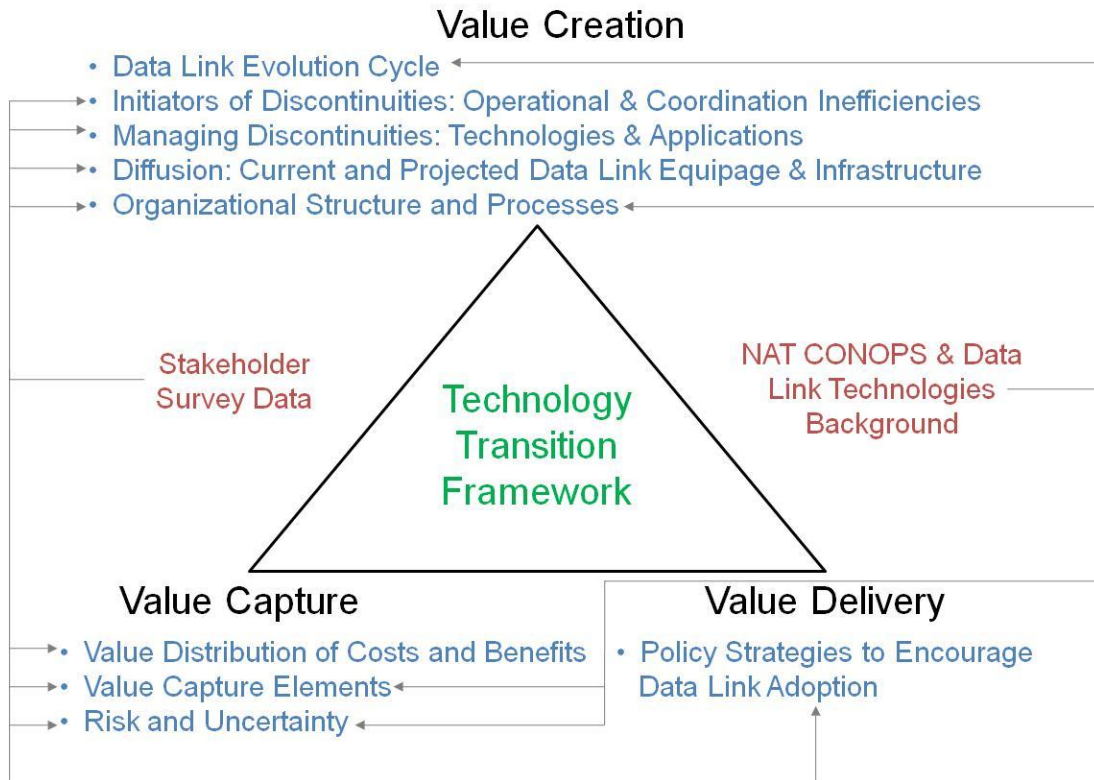 Value Creation
• Data Link Evolution Cycle
• Initiators of Discontinuities: Operational & Coordination Inefficiencies
• Managing Discontinuities: Technologies & Applications
• Diffusion: Current and Projected Data Link Equipage & Infrastructure
• Organizational Structure and Processes
Stakeholder
Survey Data
Technology
Transition
Framework
NAT CONOPS & Data
Link Technologies
Background
Value Capture
• Value Distribution of Costs and Benefits
• Value Capture Elements
• Risk and Uncertainty
Value Delivery
• Policy Strategies to Encourage
Data Link Adoption